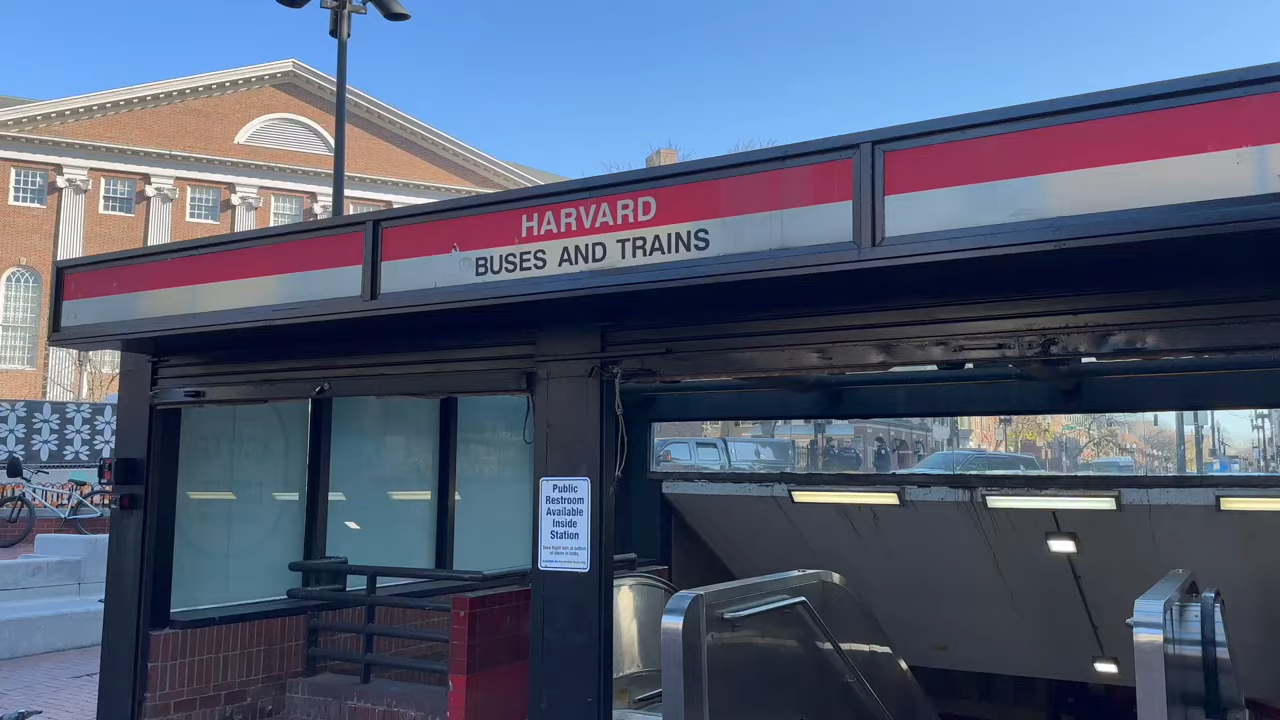 HARVARD
BUSES AND TRAINS
Public
Restroom
Available
Inside
Station